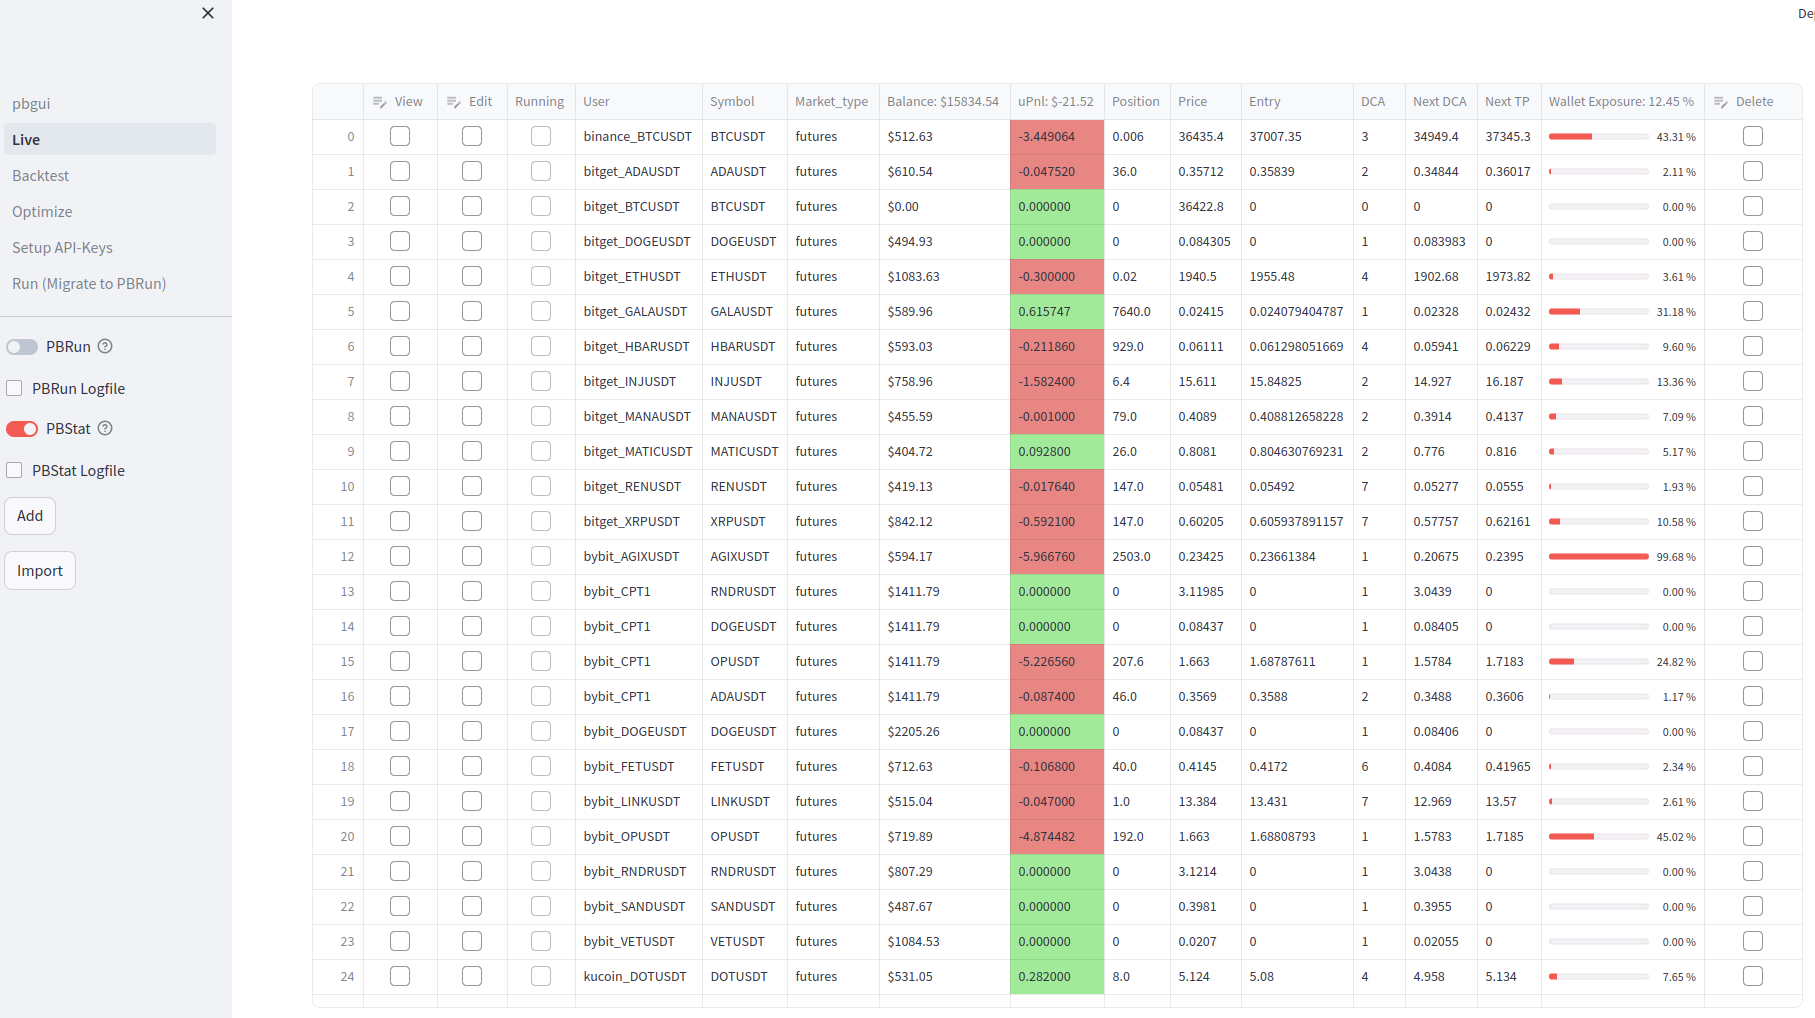 De
pbgui
Live
Backtest
Optimize
Setup API-Keys
Run (Migrate to PBRun)
PBRun
PBRun Logfile
PBStat
PBStat Logfile
Add
Import
View Edit Running User Symbol Market_type Balance: $15834.54 uPnl: $-21.52 Position Price Entry DCA Next DCA Next TP Wallet Exposure: 12.45 % Delete
0 binance_BTCUSDT BTCUSDT futures $512.63 -3.449064 0.006 36435.4 37007.35 3 34949.4 37345.3 43.31 %
1 bitget_ADAUSDT ADAUSDT futures $610.54 -0.047520 36.0 0.35712 0.35839 2 0.34844 0.36017 2.11 %
2 bitget_BTCUSDT BTCUSDT futures $0.00 0.000000 0 36422.8 0 0 0 0 0.00 %
3 bitget_DOGEUSDT DOGEUSDT futures $494.93 0.000000 0 0.084305 0 1 0.083983 0 0.00 %
4 bitget_ETHUSDT ETHUSDT futures $1083.63 -0.300000 0.02 1940.5 1955.48 4 1902.68 1973.82 3.61 %
5 bitget_GALAUSDT GALAUSDT futures $589.96 0.615747 7640.0 0.02415 0.024079404787 1 0.02328 0.02432 31.18 %
6 bitget_HBARUSDT HBARUSDT futures $593.03 -0.211860 929.0 0.06111 0.061298051669 4 0.05941 0.06229 9.60 %
7 bitget_INJUSDT INJUSDT futures $758.96 -1.582400 6.4 15.611 15.84825 2 14.927 16.187 13.36 %
8 bitget_MANAUSDT MANAUSDT futures $455.59 -0.001000 79.0 0.4089 0.408812658228 2 0.3914 0.4137 7.09 %
9 bitget_MATICUSDT MATICUSDT futures $404.72 0.092800 26.0 0.8081 0.804630769231 2 0.776 0.816 5.17 %
10 bitget_RENUSDT RENUSDT futures $419.13 -0.017640 147.0 0.05481 0.05492 7 0.05277 0.0555 1.93 %
11 bitget_XRPUSDT XRPUSDT futures $842.12 -0.592100 147.0 0.60205 0.605937891157 7 0.57757 0.62161 10.58 %
12 bybit_AGIXUSDT AGIXUSDT futures $594.17 -5.966760 2503.0 0.23425 0.23661384 1 0.20675 0.2395 99.68 %
13 bybit_CPT1 RNDRUSDT futures $1411.79 0.000000 0 3.11985 0 1 3.0439 0 0.00 %
14 bybit_CPT1 DOGEUSDT futures $1411.79 0.000000 0 0.08437 0 1 0.08405 0 0.00 %
15 bybit_CPT1 OPUSDT futures $1411.79 -5.226560 207.6 1.663 1.68787611 1 1.5784 1.7183 24.82 %
16 bybit_CPT1 ADAUSDT futures $1411.79 -0.087400 46.0 0.3569 0.3588 2 0.3488 0.3606 1.17 %
17 bybit_DOGEUSDT DOGEUSDT futures $2205.26 0.000000 0 0.08437 0 1 0.08406 0 0.00 %
18 bybit_FETUSDT FETUSDT futures $712.63 -0.106800 40.0 0.4145 0.4172 6 0.4084 0.41965 2.34 %
19 bybit_LINKUSDT LINKUSDT futures $515.04 -0.047000 1.0 13.384 13.431 7 12.969 13.57 2.61 %
20 bybit_OPUSDT OPUSDT futures $719.89 -4.874482 192.0 1.663 1.68808793 1 1.5783 1.7185 45.02 %
21 bybit_RNDRUSDT RNDRUSDT futures $807.29 0.000000 0 3.1214 0 1 3.0438 0 0.00 %
22 bybit_SANDUSDT SANDUSDT futures $487.67 0.000000 0 0.3981 0 1 0.3955 0 0.00 %
23 bybit_VETUSDT VETUSDT futures $1084.53 0.000000 0 0.0207 0 1 0.02055 0 0.00 %
24 kucoin_DOTUSDT DOTUSDT futures $531.05 0.282000 8.0 5.124 5.08 4 4.958 5.134 7.65 %